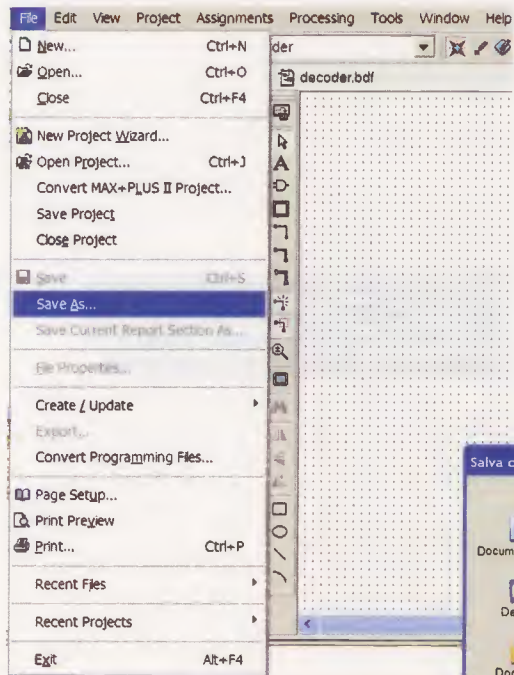 File Edit View Project Assignments Processing Tools Window Help
New... Ctrl+N
Open... Ctrl+O
Close Ctrl+F4
New Project Wizard...
Open Project... Ctrl+J
Convert MAX+PLUS II Project...
Save Project
Close Project
Save Ctrl+S
Save As...
Save Current Report Section As...
File Properties...
Create / Update
Export...
Convert Programming Files...
Page Setup...
Print Preview
Print... Ctrl+P
Recent Files
Recent Projects
Exit Alt+F4
der
decoder.bdf
Salva c
Docum
De
Doc